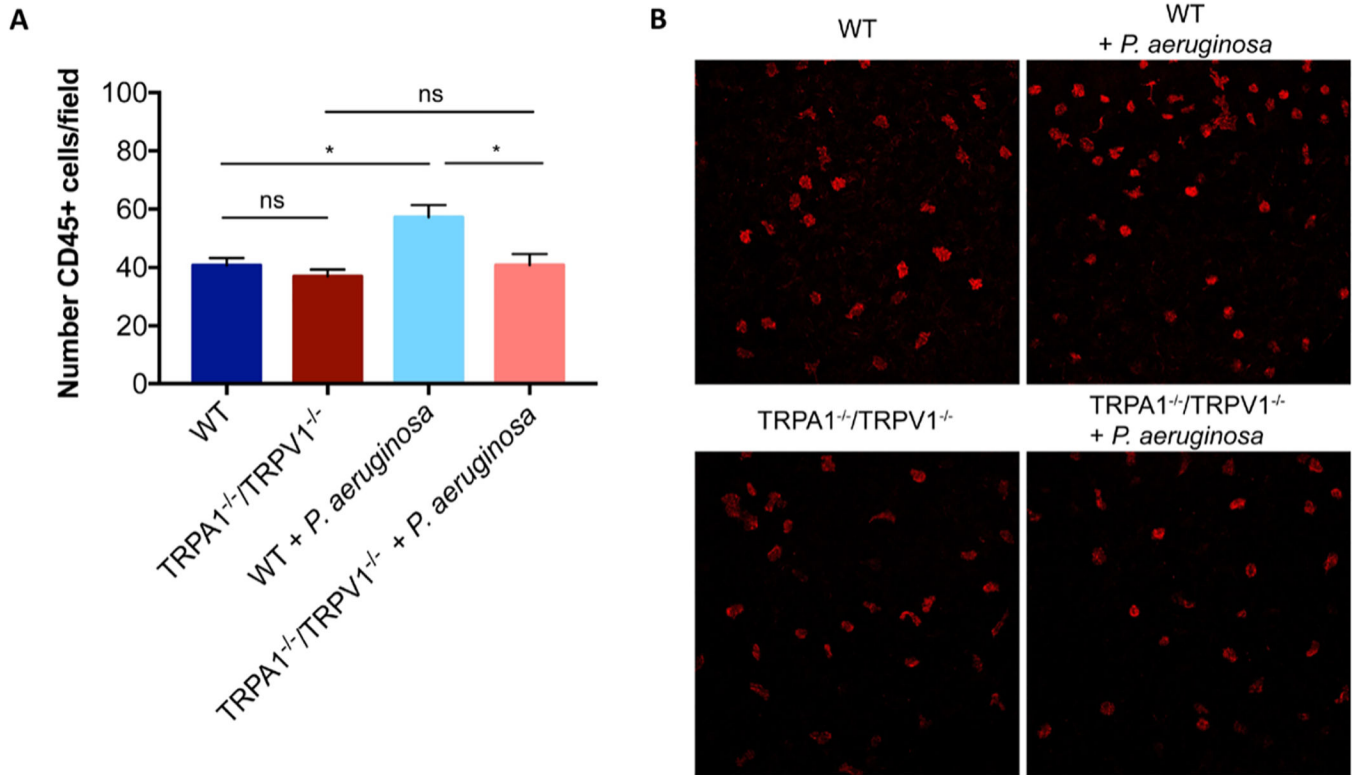 A
Number CD45+ cells/field
100
80
60
40
20
0
ns
*
*
ns
WT
TRPA1-/-/TRPV1-/-
WT + P. aeruginosa
TRPA1-/-/TRPV1-/- + P. aeruginosa
B
WT
WT
+ P. aeruginosa
TRPA1-/-/TRPV1-/-
TRPA1-/-/TRPV1-/-
+ P. aeruginosa